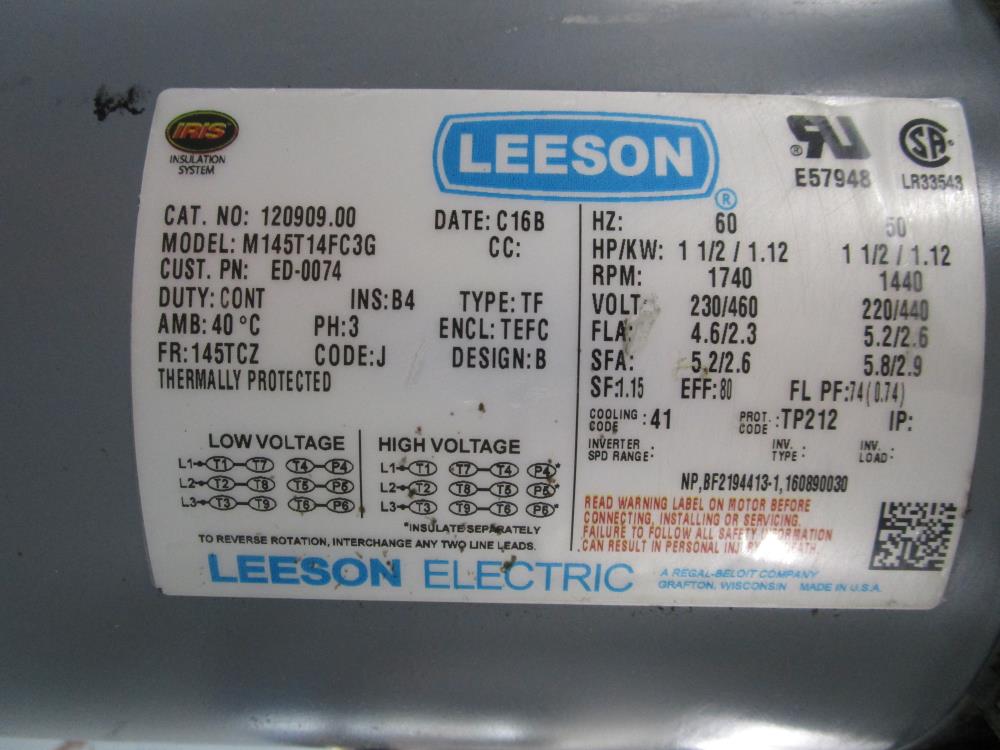 IRIS
INSULATION
SYSTEM
LEESON
®
®
E57948
SA
LR33543
CAT. NO: 120909.00
DATE: C16B
MODEL: M145T14FC3G
CC:
CUST. PN: ED-0074
DUTY: CONT INS: B4 TYPE: TF
AMB: 40 °C PH: 3 ENCL: TEFC
FR: 145TCZ CODE: J DESIGN: B
THERMALLY PROTECTED
HZ: 60 50
HP/KW: 1 1/2 / 1.12 1 1/2 / 1.12
RPM: 1740 1440
VOLT: 230/460 220/440
FLA: 4.6/2.3 5.2/2.6
SFA: 5.2/2.6 5.8/2.9
SF: 1.15 EFF: 80 FL PF: 74 ( 0.74)
COOLING CODE : 41 PROT. CODE : TP212 IP:
INVERTER SPD RANGE : INV. TYPE : INV. LOAD :
NP,BF2194413-1,160890030
LOW VOLTAGE
L1 T1 T7 T4 P4
L2 T2 T8 T5 P5
L3 T3 T9 T6 P6
HIGH VOLTAGE
L1 T1 T7 T4 P4*
L2 T2 T8 T5 P5*
L3 T3 T9 T6 P6*
*INSULATE SEPARATELY
TO REVERSE ROTATION, INTERCHANGE ANY TWO LINE LEADS.
READ WARNING LABEL ON MOTOR BEFORE
CONNECTING, INSTALLING OR SERVICING.
FAILURE TO FOLLOW ALL SAFETY INFORMATION
CAN RESULT IN PERSONAL INJURY DEATH.
LEESON ELECTRIC
A REGAL-BELOIT COMPANY
GRAFTON, WISCONSIN MADE IN U.S.A.